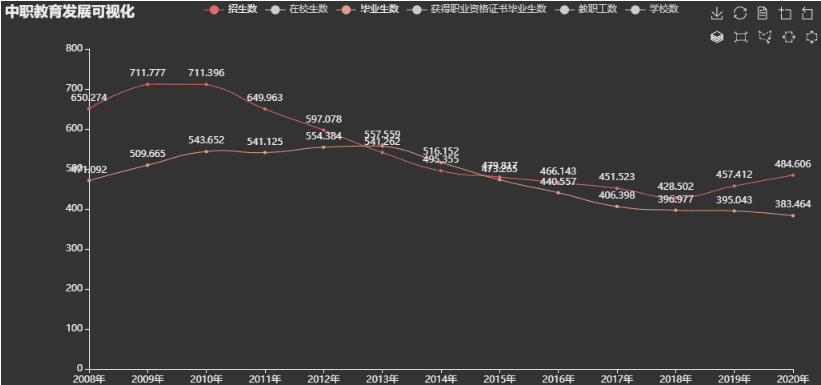 中职教育发展可视化
招生数 在校生数 毕业生数 获得职业资格证书毕业生数 教职工数 学校数
800
700
600
500
400
300
200
100
0
650.274 711.777 711.396 649.963 597.078 541.262 495.355 479.817 466.143 451.523 428.502 457.412 484.606
471.092 509.665 543.652 541.125 554.384 557.559 516.152 473.265 440.557 406.398 396.977 395.043 383.464
2008年 2009年 2010年 2011年 2012年 2013年 2014年 2015年 2016年 2017年 2018年 2019年 2020年